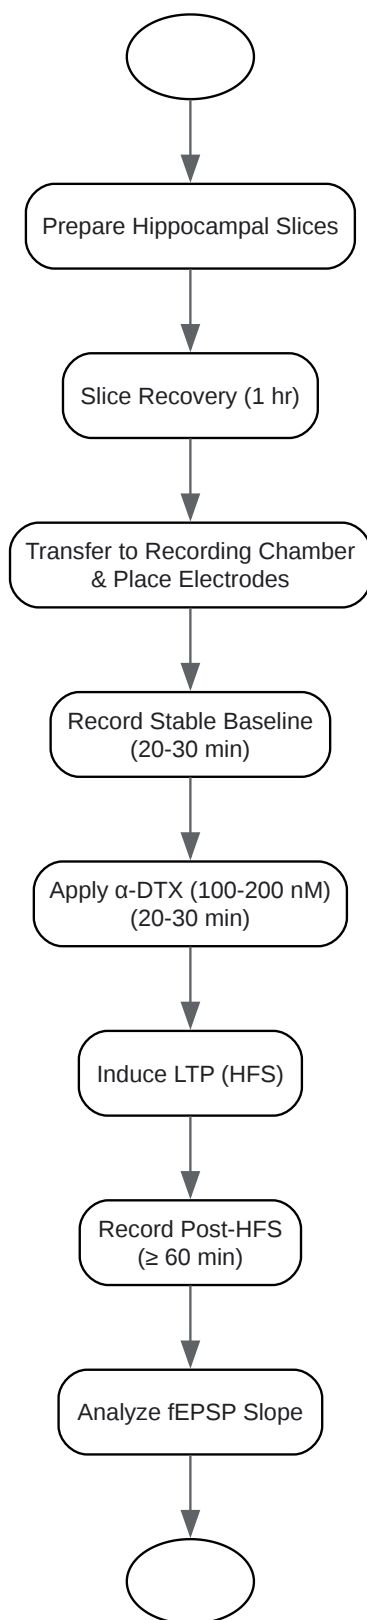 Prepare Hippocampal Slices
Slice Recovery (1 hr)
Transfer to Recording Chamber
& Place Electrodes
Record Stable Baseline
(20-30 min)
Apply α-DTX (100-200 nM)
(20-30 min)
Induce LTP (HFS)
Record Post-HFS
(≥ 60 min)
Analyze fEPSP Slope